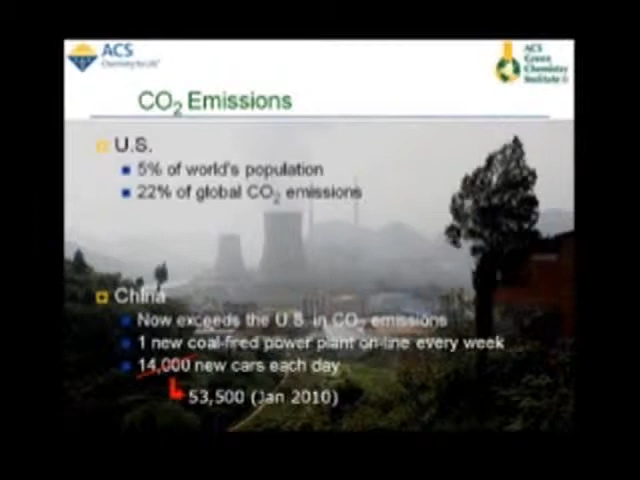 ACS
Chemistry for Life
ACS
Green
Chemistry
Institute
CO2 Emissions
U.S.
5% of world's population
22% of global CO2 emissions
China
Now exceeds the U.S. in CO2 emissions
1 new coal-fired power plant on-line every week
14,000 new cars each day
53,500 (Jan 2010)